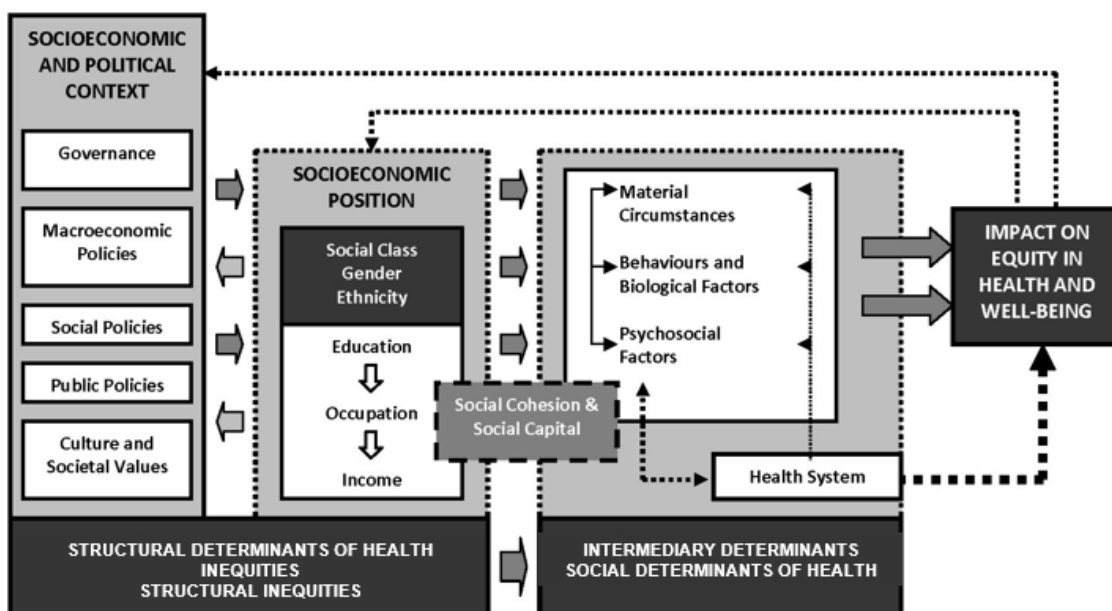 SOCIOECONOMIC
AND POLITICAL
CONTEXT
Governance
Macroeconomic
Policies
Social Policies
Public Policies
Culture and
Societal Values
SOCIOECONOMIC
POSITION
Social Class
Gender
Ethnicity
Education
Occupation
Income
Social Cohesion &
Social Capital
Material
Circumstances
Behaviours and
Biological Factors
Psychosocial
Factors
Health System
IMPACT ON
EQUITY IN
HEALTH AND
WELL-BEING
STRUCTURAL DETERMINANTS OF HEALTH
INEQUITIES
STRUCTURAL INEQUITIES
INTERMEDIARY DETERMINANTS
SOCIAL DETERMINANTS OF HEALTH